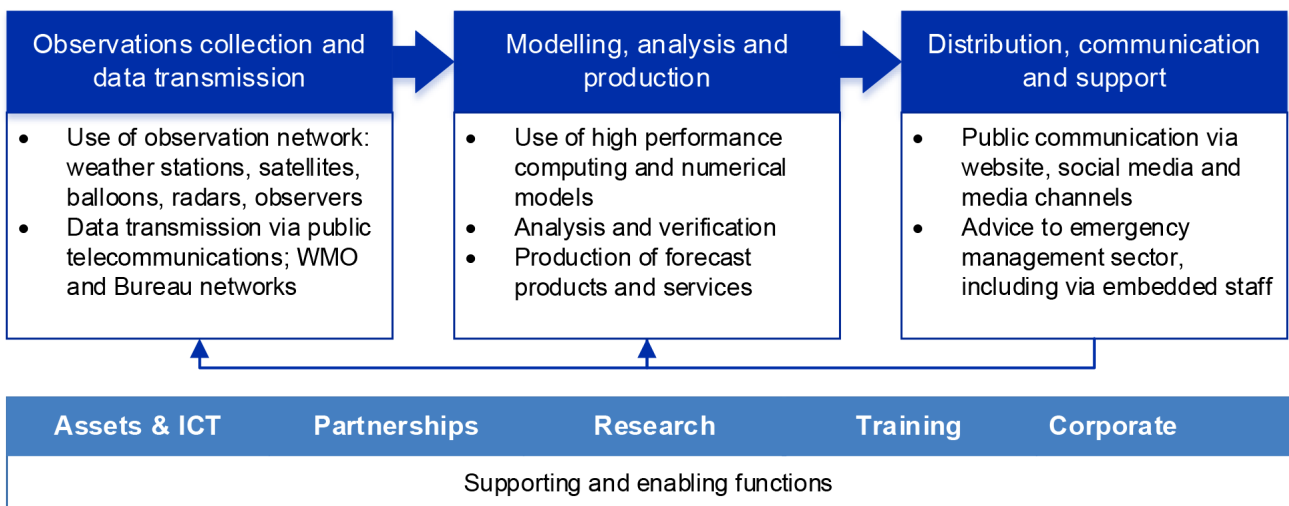 Observations collection and
data transmission
• Use of observation network:
weather stations, satellites,
balloons, radars, observers
• Data transmission via public
telecommunications; WMO
and Bureau networks
Modelling, analysis and
production
• Use of high performance
computing and numerical
models
• Analysis and verification
• Production of forecast
products and services
Distribution, communication
and support
• Public communication via
website, social media and
media channels
• Advice to emergency
management sector,
including via embedded staff
Assets & ICT Partnerships Research Training Corporate
Supporting and enabling functions